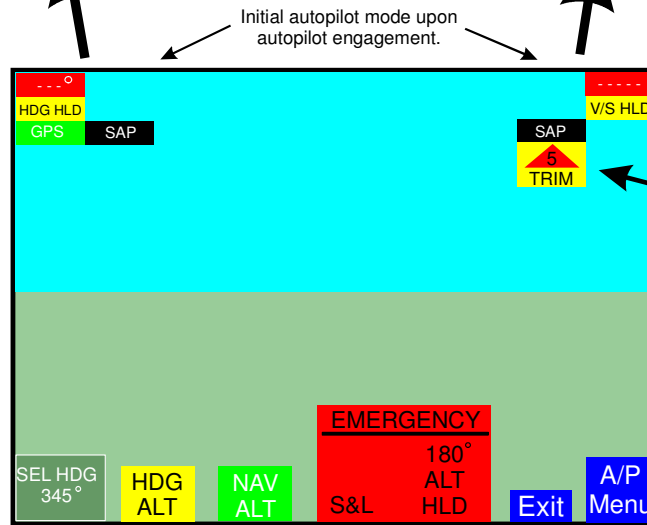 Initial autopilot mode upon
autopilot engagement.
- - -°
HDG HLD
GPS
SAP
- - - - -
V/S HLD
SAP
5
TRIM
SEL HDG
345°
HDG
ALT
NAV
ALT
EMERGENCY
180°
ALT
S&L HLD
Exit
A/P
Menu